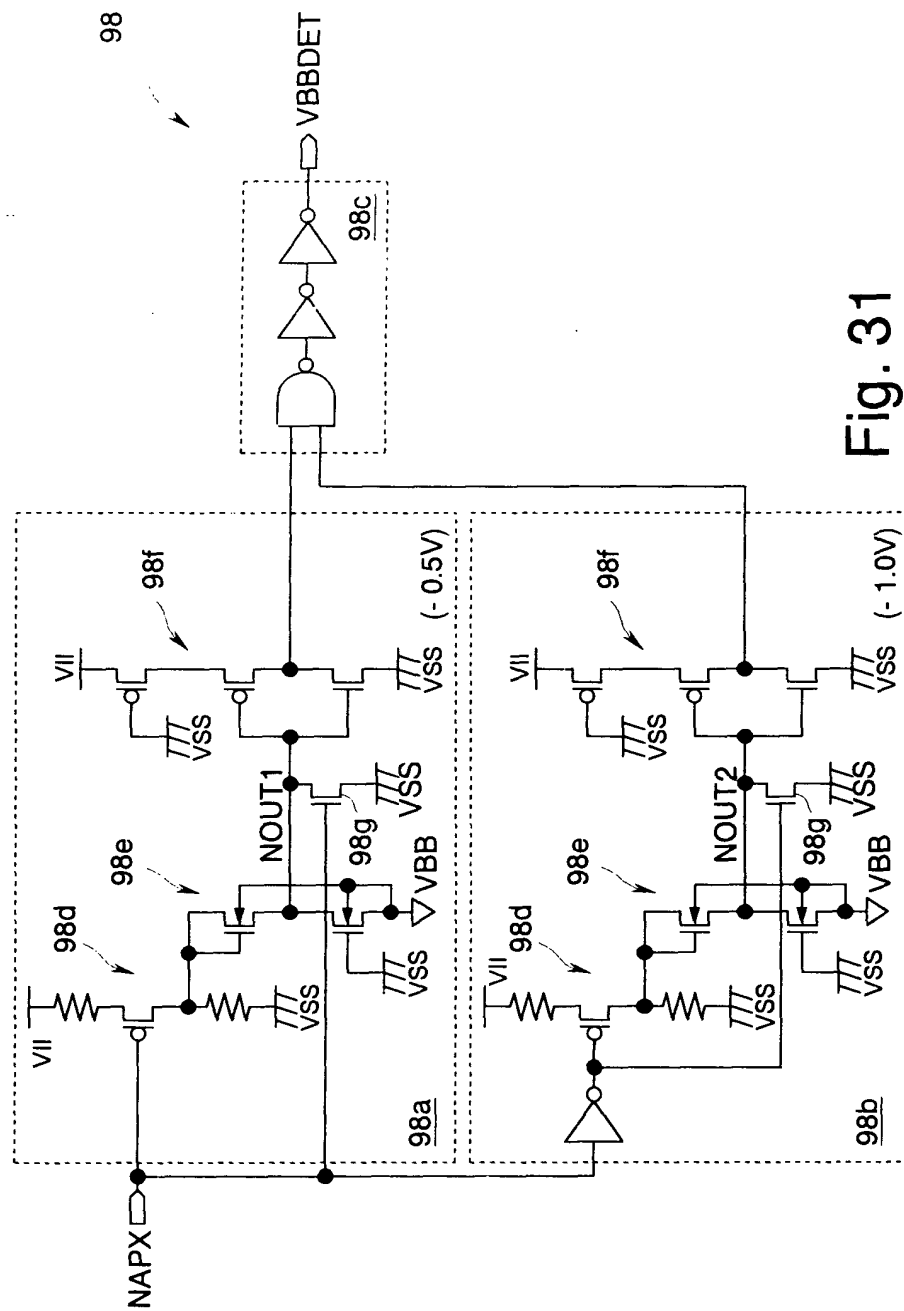 98
NAPX
VBBDET
98c
VII
98d
98e
NOUT1
98f
VII
VSS
VSS
VSS
VBB
98g
VSS
VSS
98a
(- 0.5V)
VII
98d
98e
NOUT2
98f
VII
VSS
VSS
VSS
VBB
98g
VSS
VSS
98b
(- 1.0V)
Fig. 31